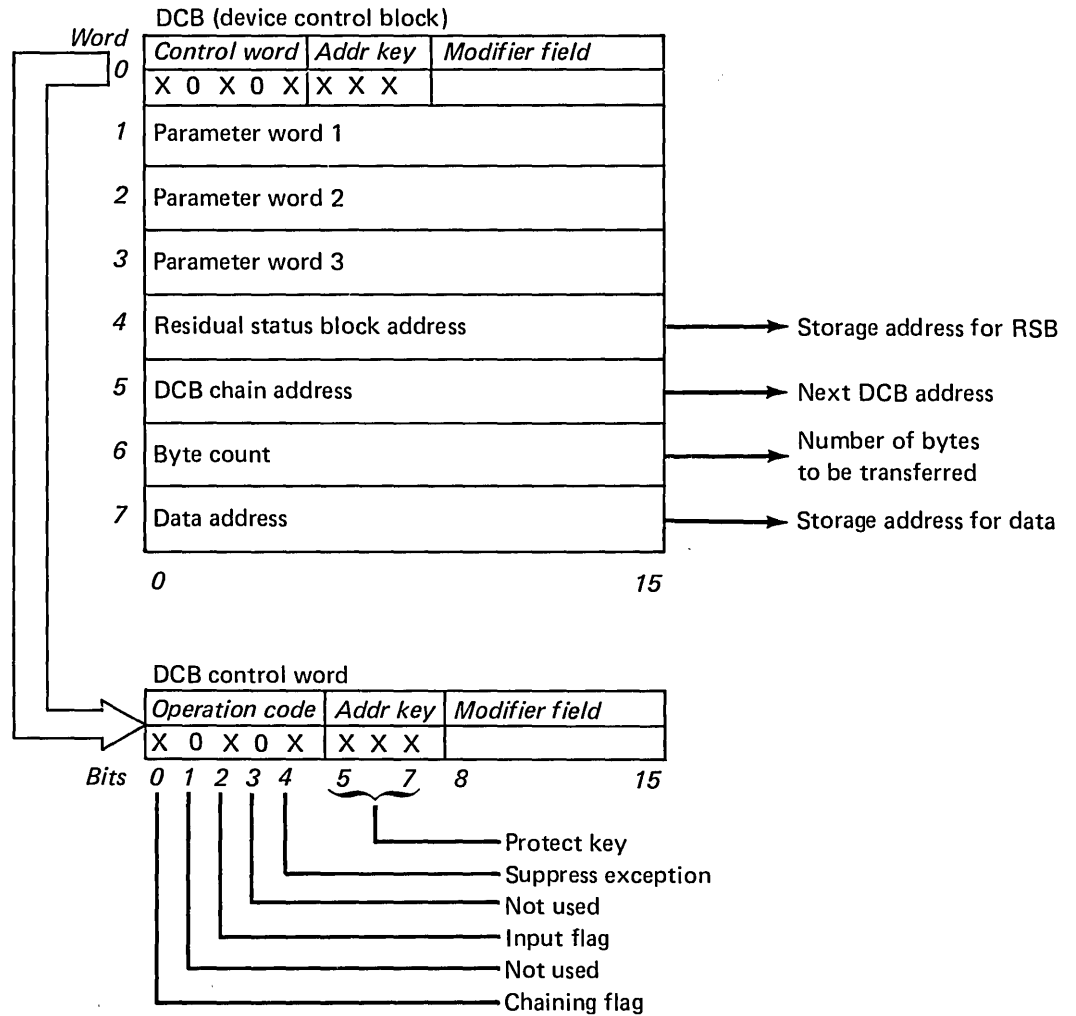 DCB (device control block)
Word
Control word Addr key Modifier field
0
X 0 X 0 X X X X
1 Parameter word 1
2 Parameter word 2
3 Parameter word 3
4 Residual status block address Storage address for RSB
5 DCB chain address Next DCB address
6 Byte count Number of bytes
to be transferred
7 Data address Storage address for data
0 15
DCB control word
Operation code Addr key Modifier field
X 0 X 0 X X X X
Bits 0 1 2 3 4 5 7 8 15
Protect key
Suppress exception
Not used
Input flag
Not used
Chaining flag